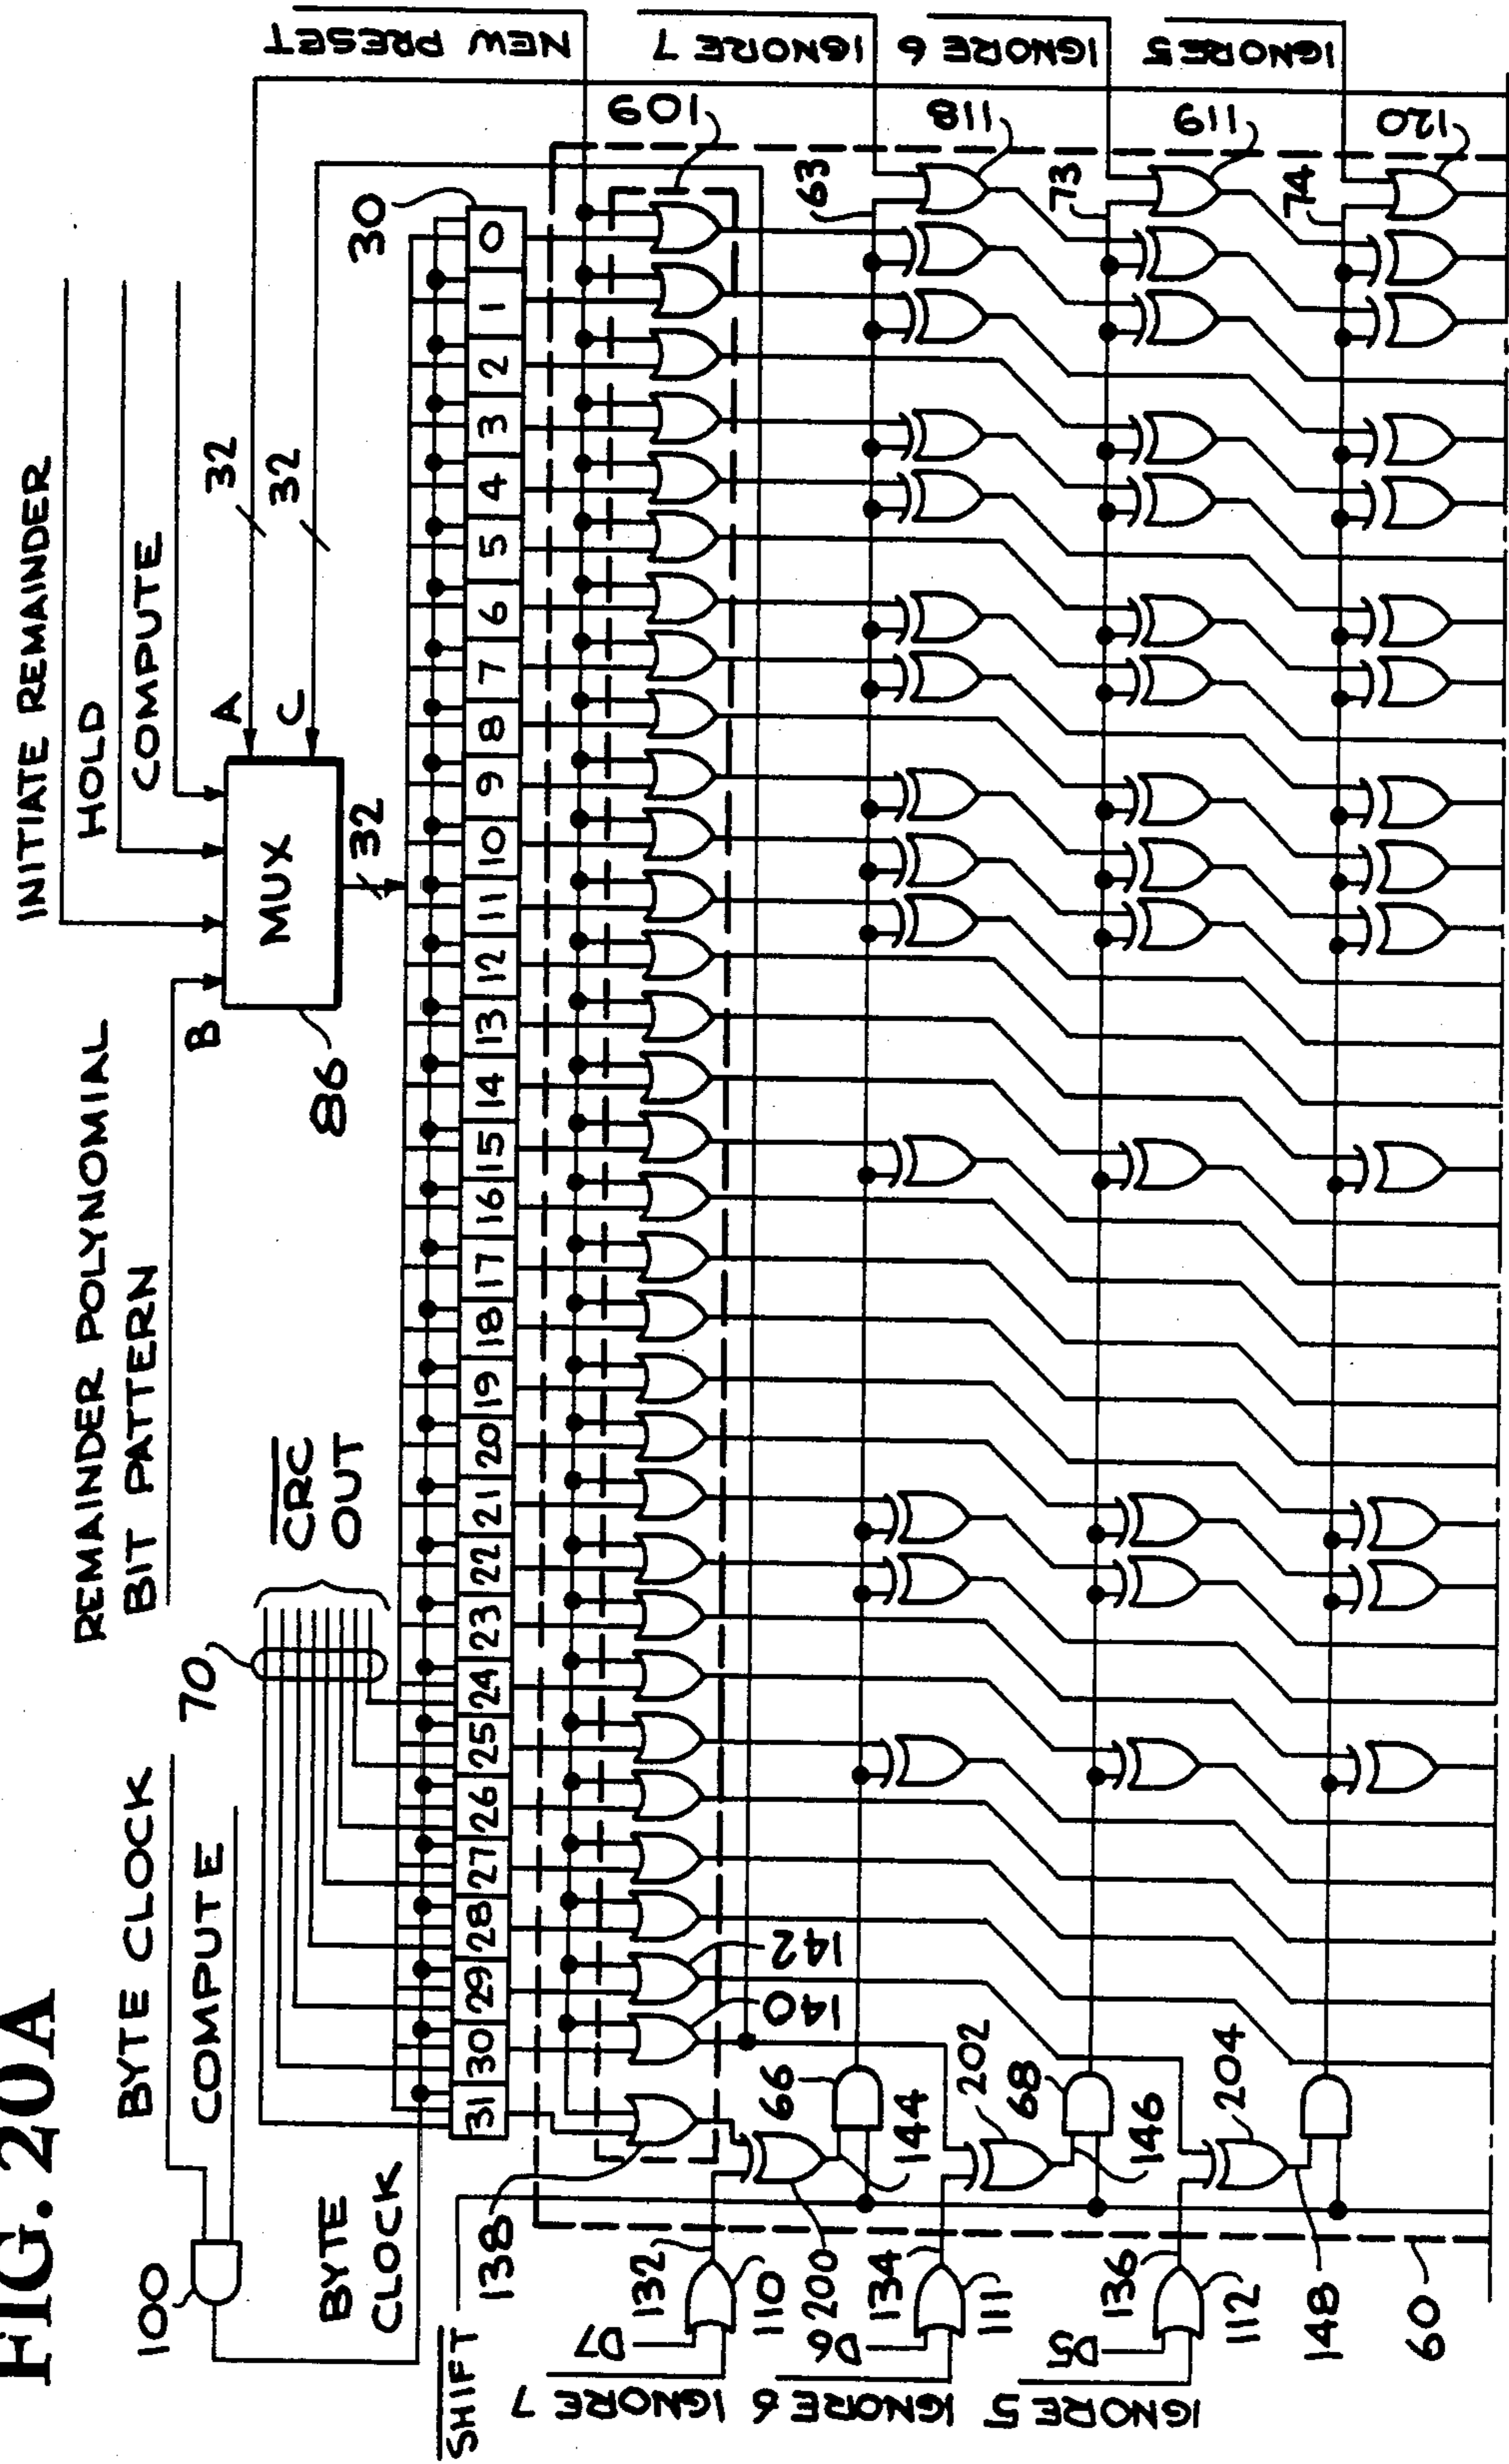 FIG. 20A
INITIATE REMAINDER
HOLD
COMPUTE
REMAINDER POLYNOMIAL
BIT PATTERN
B
A
C
MUX
86
32
32
32
BYTE CLOCK
COMPUTE
100
70
CRC
OUT
BYTE
CLOCK
30
31 30 29 28 27 26 25 24 23 22 21 20 19 18 17 16 15 14 13 12 11 10 9 8 7 6 5 4 3 2 1 0
NEW PRESET
109
SHIFT
138
140
142
D7
IGNORE 7
132
110
200
66
144
63
118
IGNORE 7
D6
IGNORE 6
134
111
202
68
146
73
119
IGNORE 6
D5
IGNORE 5
136
112
204
148
74
120
IGNORE 5
60